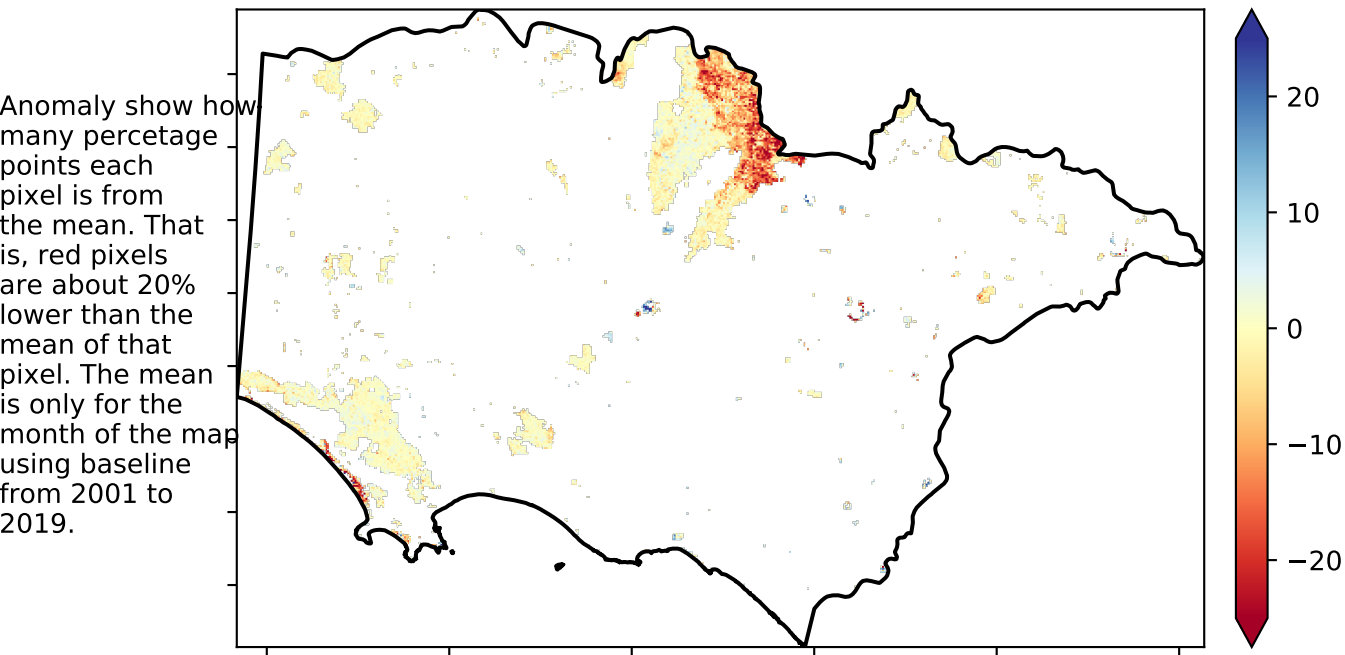 Anomaly show how
many percetage
points each
pixel is from
the mean. That
is, red pixels
are about 20%
lower than the
mean of that
pixel. The mean
is only for the
month of the map
using baseline
from 2001 to
2019.
20
10
0
−10
−20